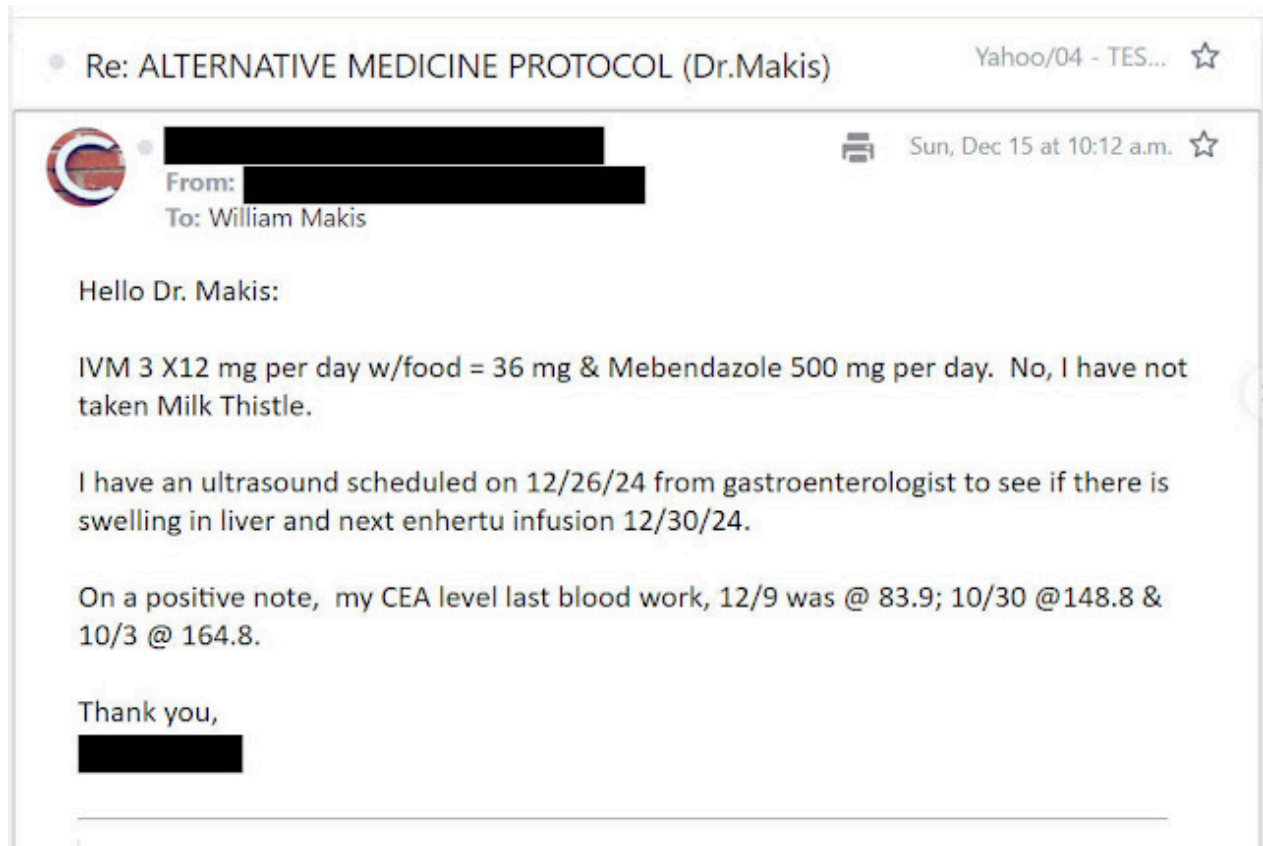 Re: ALTERNATIVE MEDICINE PROTOCOL (Dr.Makis)
Yahoo/04 - TES...
Sun, Dec 15 at 10:12 a.m.
From:
To: William Makis
Hello Dr. Makis:
IVM 3 X12 mg per day w/food = 36 mg & Mebendazole 500 mg per day.  No, I have not
taken Milk Thistle.
I have an ultrasound scheduled on 12/26/24 from gastroenterologist to see if there is
swelling in liver and next enhertu infusion 12/30/24.
On a positive note,  my CEA level last blood work, 12/9 was @ 83.9; 10/30 @148.8 &
10/3 @ 164.8.
Thank you,